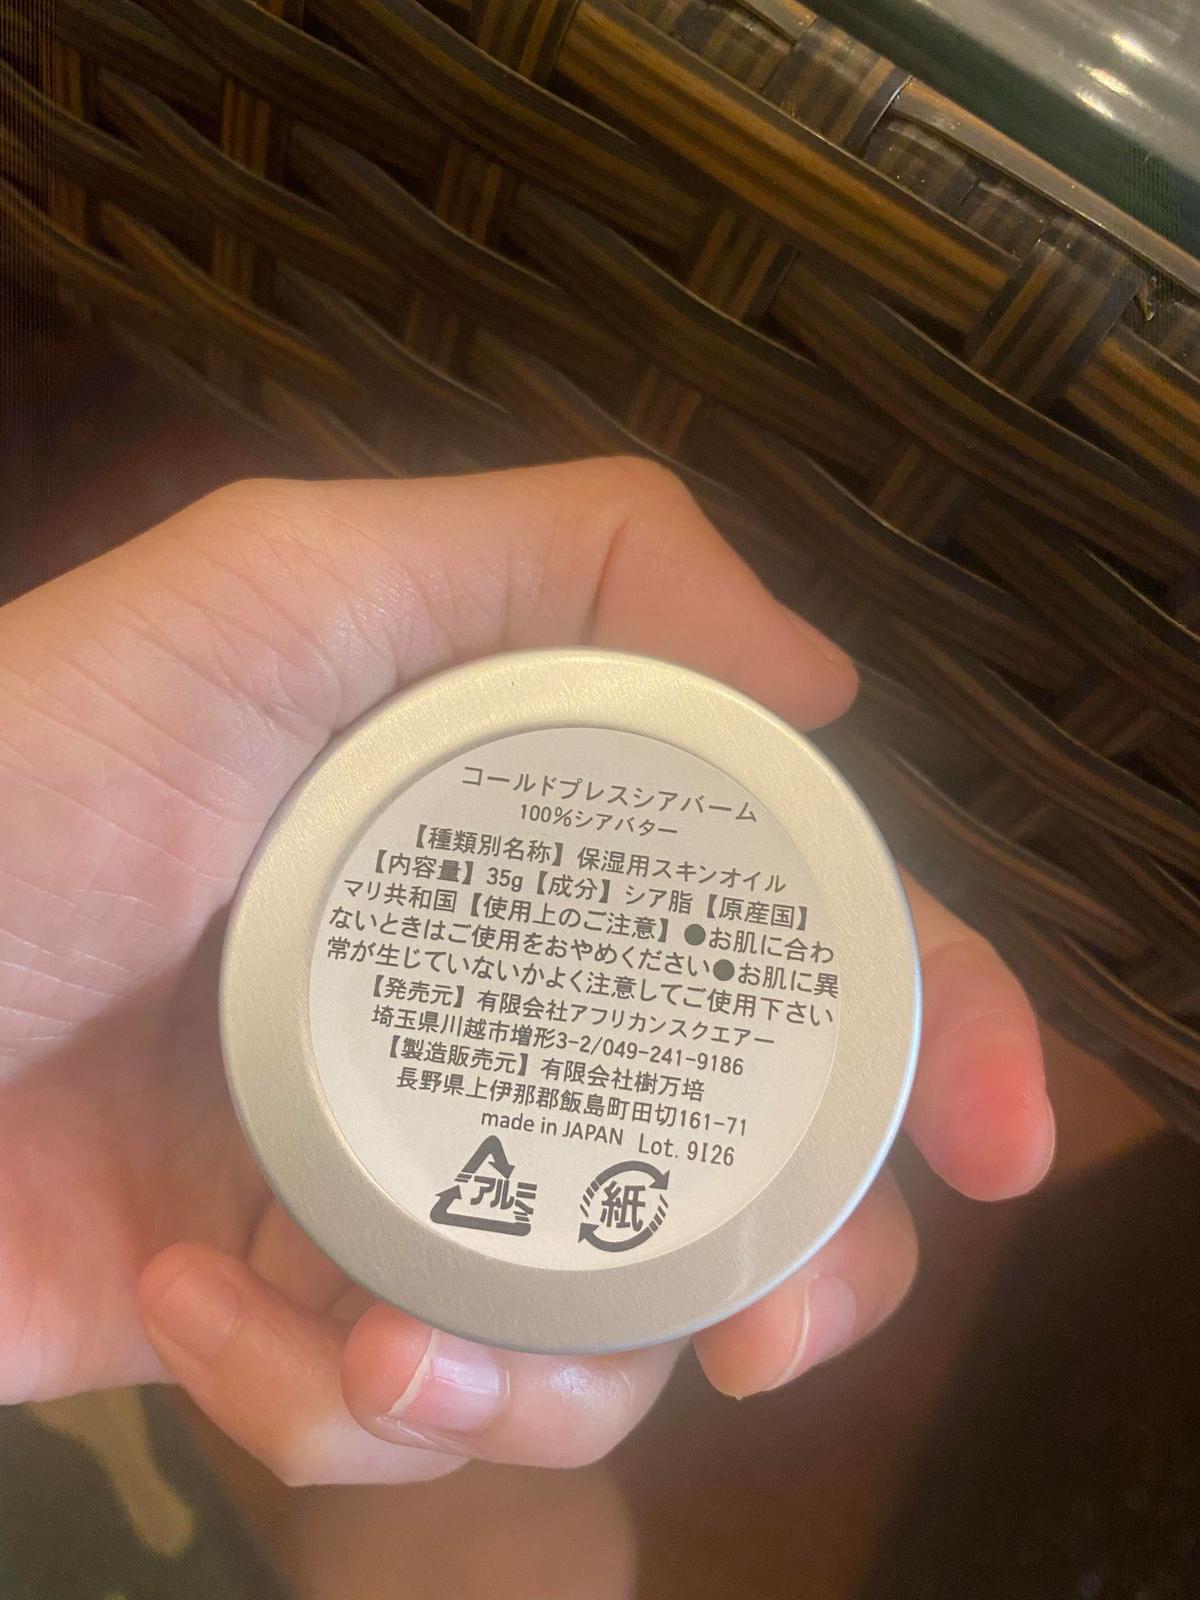 コールドプレスシアバーム
100%シアバター
【種類別名称】保湿用スキンオイル
【内容量】35g【成分】シア脂【原産国】
マリ共和国【使用上のご注意】●お肌に合わ
ないときはご使用をおやめください●お肌に異
常が生じていないかよく注意してご使用下さい
【発売元】有限会社アフリカンスクエアー
埼玉県川越市増形3-2/049-241-9186
【製造販売元】有限会社樹万培
長野県上伊那郡飯島町田切161-71
made in JAPAN Lot. 9I26
アルミ 紙